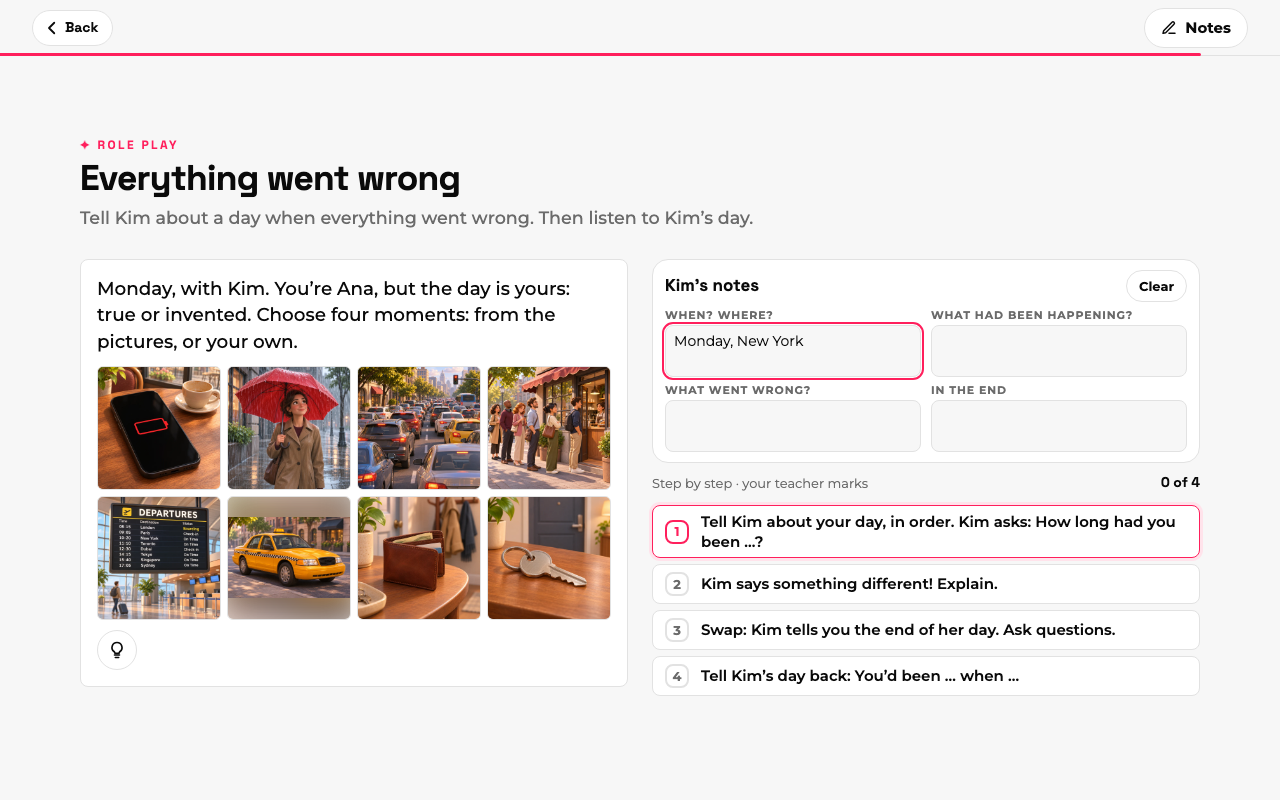 Back
Notes
ROLE PLAY
Everything went wrong
Tell Kim about a day when everything went wrong. Then listen to Kim's day.
Monday, with Kim. You're Ana, but the day is yours:
true or invented. Choose four moments: from the
pictures, or your own.
DEPARTURES
Kim's notes
Clear
WHEN? WHERE?
Monday, New York
WHAT HAD BEEN HAPPENING?
WHAT WENT WRONG?
IN THE END
Step by step · your teacher marks
0 of 4
1
Tell Kim about your day, in order. Kim asks: How long had you
been ...?
2
Kim says something different! Explain.
3
Swap: Kim tells you the end of her day. Ask questions.
4
Tell Kim's day back: You'd been ... when ...